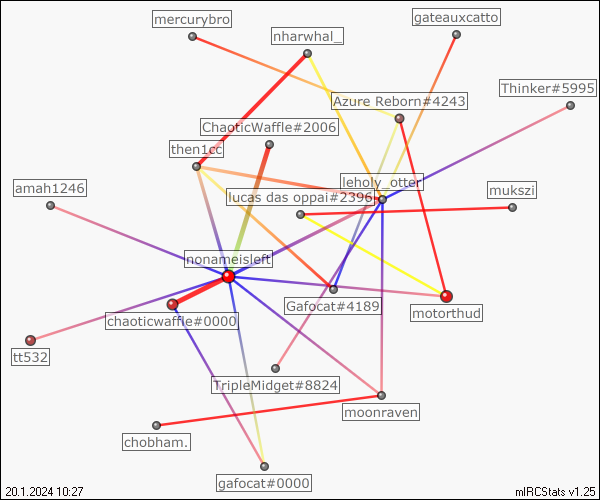 mercurybro
gateauxcatto
nharwhal_
Thinker#5995
Azure Reborn#4243
ChaoticWaffle#2006
then1cc
leholy_otter
amah1246
lucas das oppai#2396
mukszi
nonameisleft
Gafocat#4189
motorthud
chaoticwaffle#0000
tt532
TripleMidget#8824
moonraven
chobham.
gafocat#0000
20.1.2024 10:27
mIRCStats v1.25